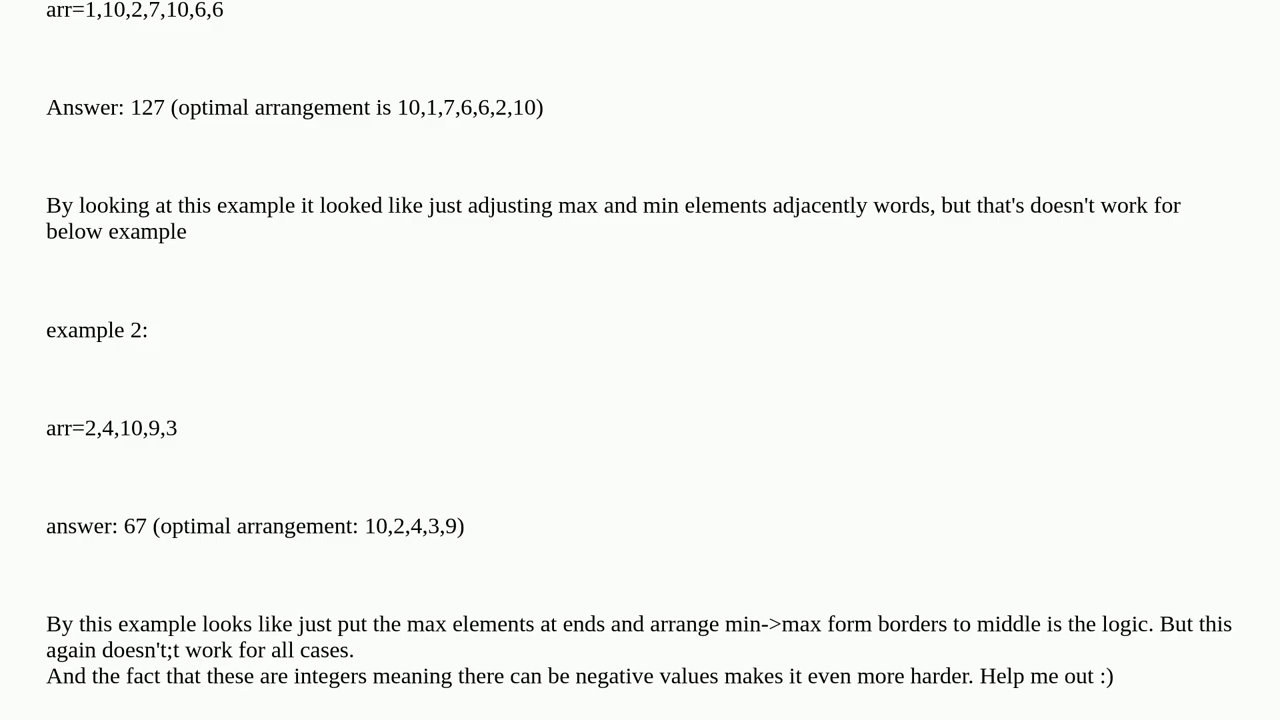 arr=1,10,2,7,10,6,6
Answer: 127 (optimal arrangement is 10,1,7,6,6,2,10)
By looking at this example it looked like just adjusting max and min elements adjacently words, but that's doesn't work for
below example
example 2:
arr=2,4,10,9,3
answer: 67 (optimal arrangement: 10,2,4,3,9)
By this example looks like just put the max elements at ends and arrange min->max form borders to middle is the logic. But this
again doesn't;t work for all cases.
And the fact that these are integers meaning there can be negative values makes it even more harder. Help me out :)